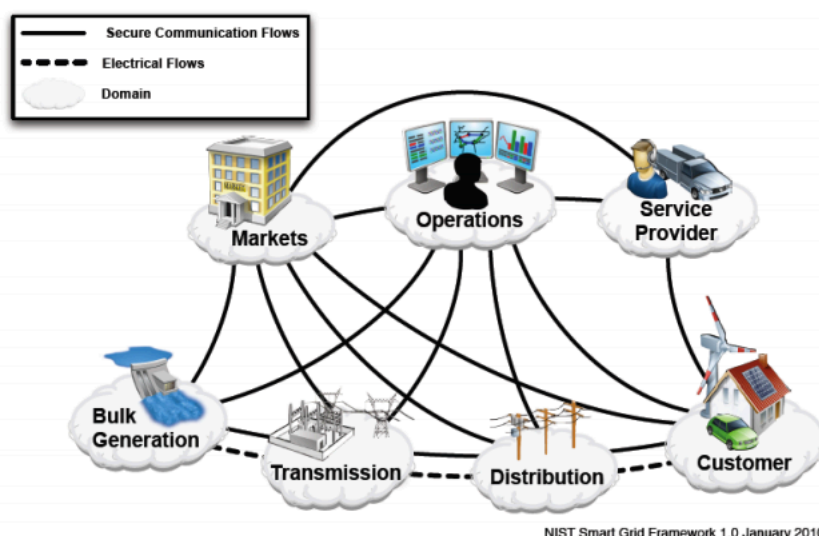 Secure Communication Flows
Electrical Flows
Domain
MARKET
Markets
Operations
Service
Provider
Bulk
Generation
Transmission
Distribution
Customer
NIST Smart Grid Framework 1.0 January 2010